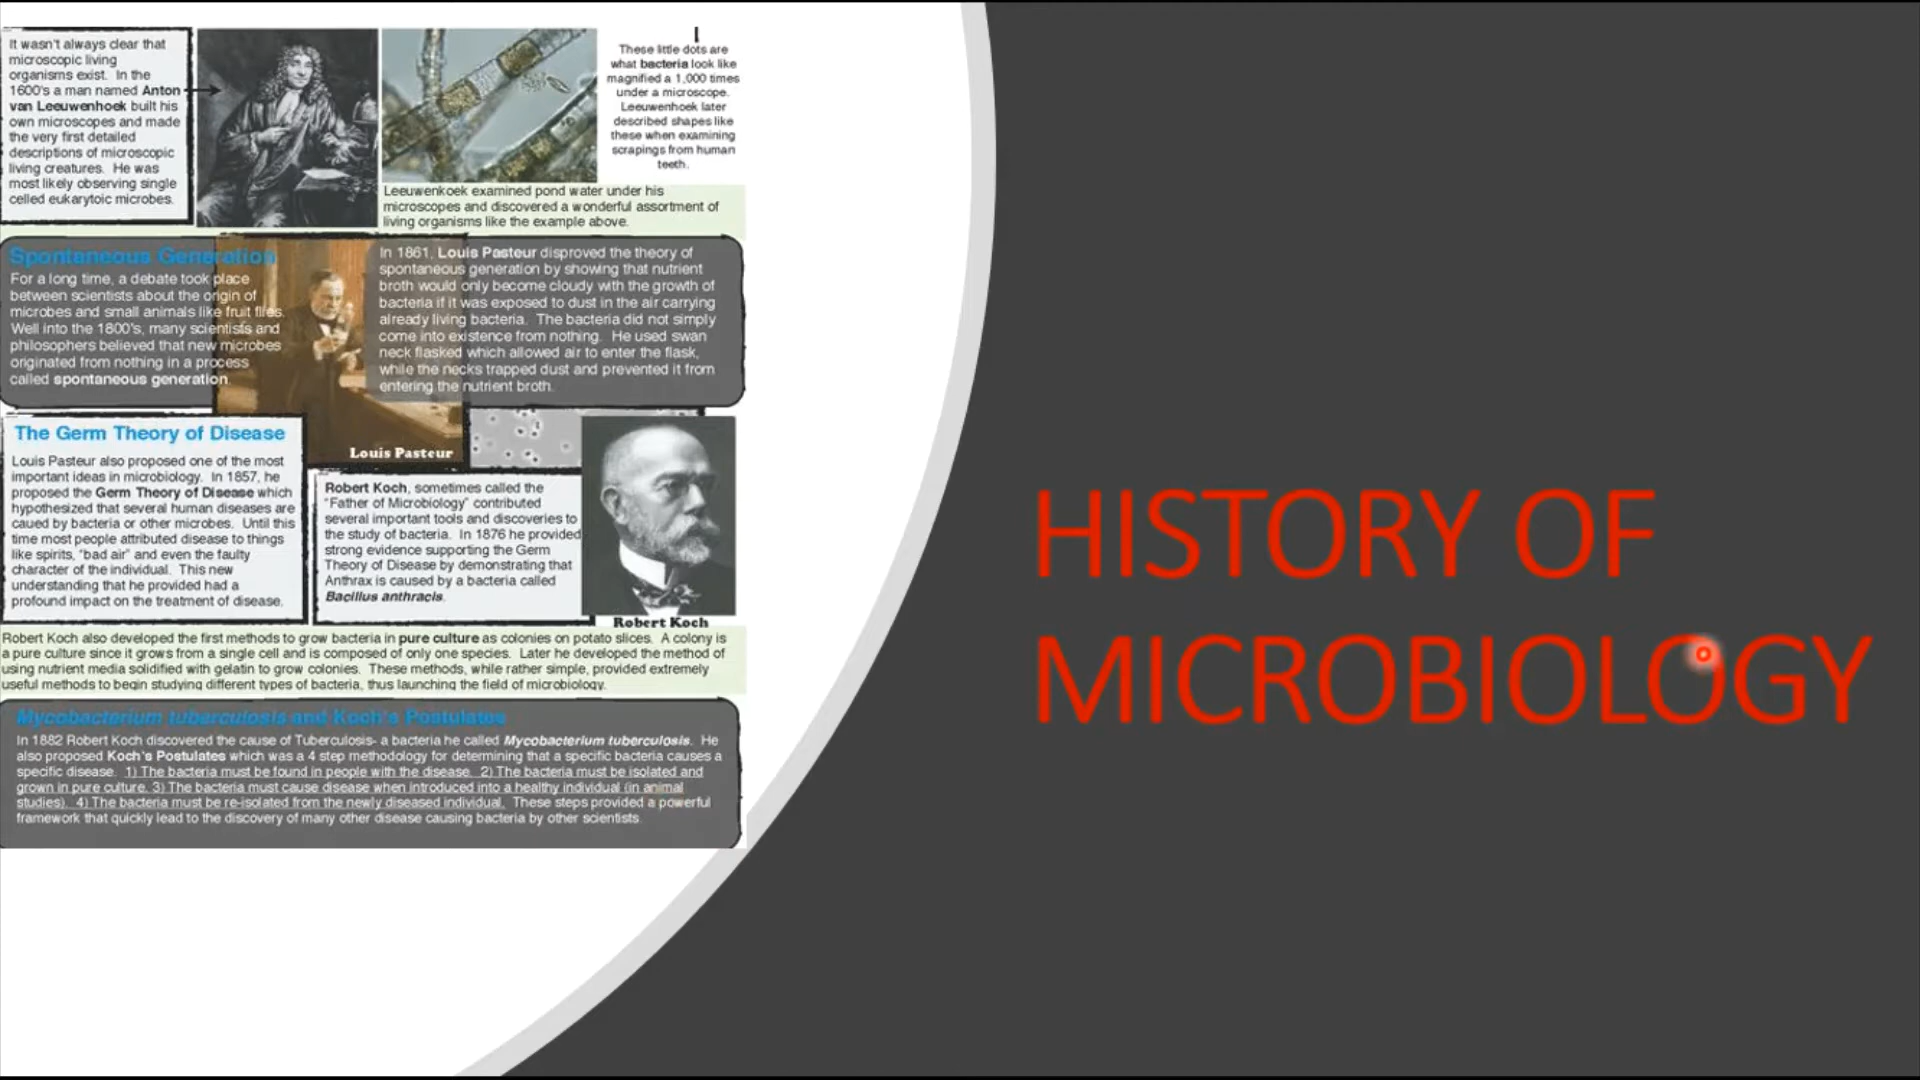 It wasn't always clear that
microscopic living
organisms exist. In the
1600's a man named Anton
van Leeuwenhoek built his
own microscopes and made
the very first detailed
descriptions of microscopic
living creatures. He was
most likely observing single
celled eukarytoic microbes.
These little dots are
what bacteria look like
magnified a 1,000 times
under a microscope.
Leeuwenhoek later
described shapes like
these when examining
scrapings from human
teeth.
Leeuwenkoek examined pond water under his
microscopes and discovered a wonderful assortment of
living organisms like the example above.
Spontaneous Generation
For a long time, a debate took place
between scientists about the origin of
microbes and small animals like fruit flies.
Well into the 1800's, many scientists and
philosophers believed that new microbes
originated from nothing in a process
called spontaneous generation.
In 1861, Louis Pasteur disproved the theory of
spontaneous generation by showing that nutrient
broth would only become cloudy with the growth of
bacteria if it was exposed to dust in the air carrying
already living bacteria. The bacteria did not simply
come into existence from nothing. He used swan
neck flasked which allowed air to enter the flask,
while the necks trapped dust and prevented it from
entering the nutrient broth.
Louis Pasteur
The Germ Theory of Disease
Louis Pasteur also proposed one of the most
important ideas in microbiology. In 1857, he
proposed the Germ Theory of Disease which
hypothesized that several human diseases are
caued by bacteria or other microbes. Until this
time most people attributed disease to things
like spirits, "bad air" and even the faulty
character of the individual. This new
understanding that he provided had a
profound impact on the treatment of disease.
Robert Koch, sometimes called the
"Father of Microbiology" contributed
several important tools and discoveries to
the study of bacteria. In 1876 he provided
strong evidence supporting the Germ
Theory of Disease by demonstrating that
Anthrax is caused by a bacteria called
Bacillus anthracis.
Robert Koch
Robert Koch also developed the first methods to grow bacteria in pure culture as colonies on potato slices. A colony is
a pure culture since it grows from a single cell and is composed of only one species. Later he developed the method of
using nutrient media solidified with gelatin to grow colonies. These methods, while rather simple, provided extremely
useful methods to begin studying different types of bacteria, thus launching the field of microbiology.
Mycobacterium tuberculosis and Koch's Postulates
In 1882 Robert Koch discovered the cause of Tuberculosis- a bacteria he called Mycobacterium tuberculosis. He
also proposed Koch's Postulates which was a 4 step methodology for determining that a specific bacteria causes a
specific disease. 1) The bacteria must be found in people with the disease. 2) The bacteria must be isolated and
grown in pure culture. 3) The bacteria must cause disease when introduced into a healthy individual (in animal
studies). 4) The bacteria must be re-isolated from the newly diseased individual. These steps provided a powerful
framework that quickly lead to the discovery of many other disease causing bacteria by other scientists.
HISTORY OF
MICROBIOLOGY